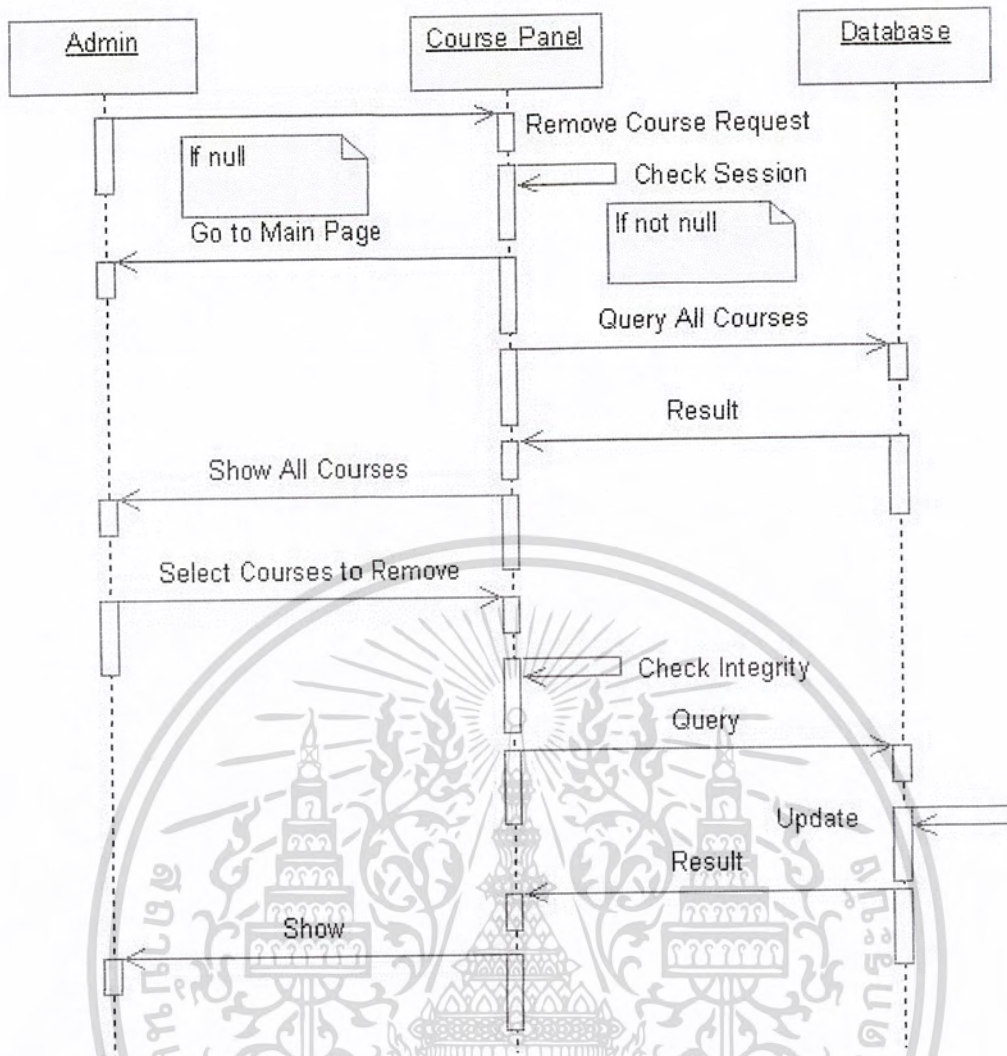 Admin
Course Panel
Database
Remove Course Request
If null
Check Session
If not null
Go to Main Page
Query All Courses
Result
Show All Courses
Select Courses to Remove
Check Integrity
Query
Update
Result
Show